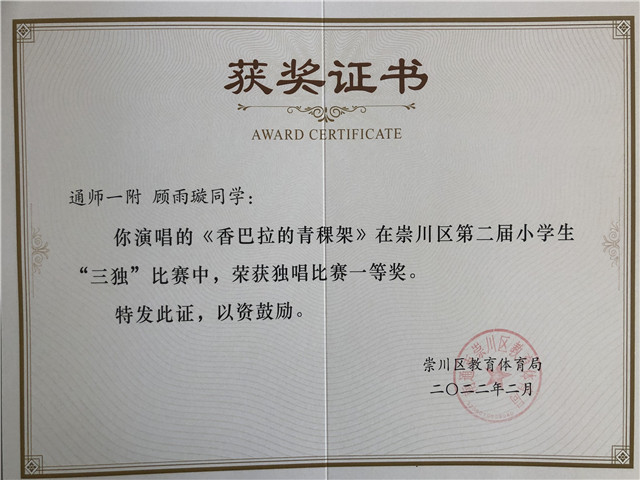 获奖证书
AWARD CERTIFICATE
通师一附 顾雨璇同学：
你演唱的《香巴拉的青稞架》在崇川区第二届小学生
“三独”比赛中，荣获独唱比赛一等奖。
特发此证，以资鼓励。
崇川区教育体育局
二〇二二年二月